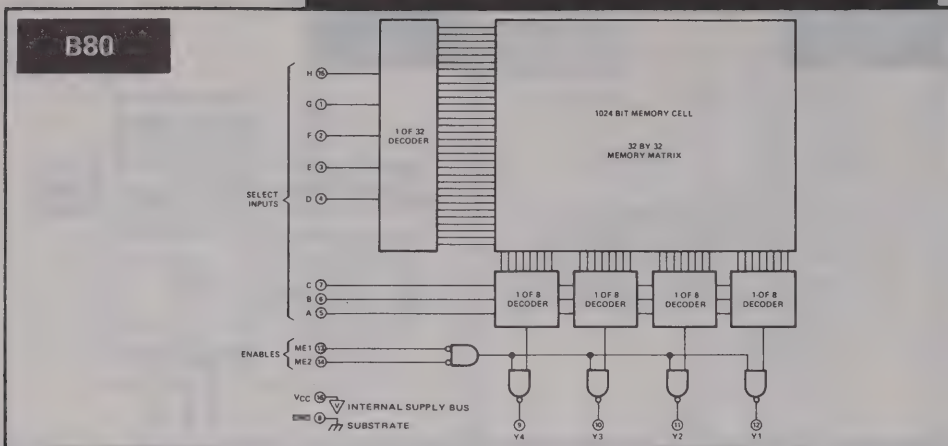 B80
H 15
G 1
F 2
E 3
D 4
1 OF 32
DECODER
1024 BIT MEMORY CELL
32 BY 32
MEMORY MATRIX
SELECT
INPUTS
C 7
B 6
A 5
1 OF 8
DECODER
1 OF 8
DECODER
1 OF 8
DECODER
1 OF 8
DECODER
ENABLES
ME1 13
ME2 14
VCC 16
V INTERNAL SUPPLY BUS
8 SUBSTRATE
9 10 11 12
Y4 Y3 Y2 Y1